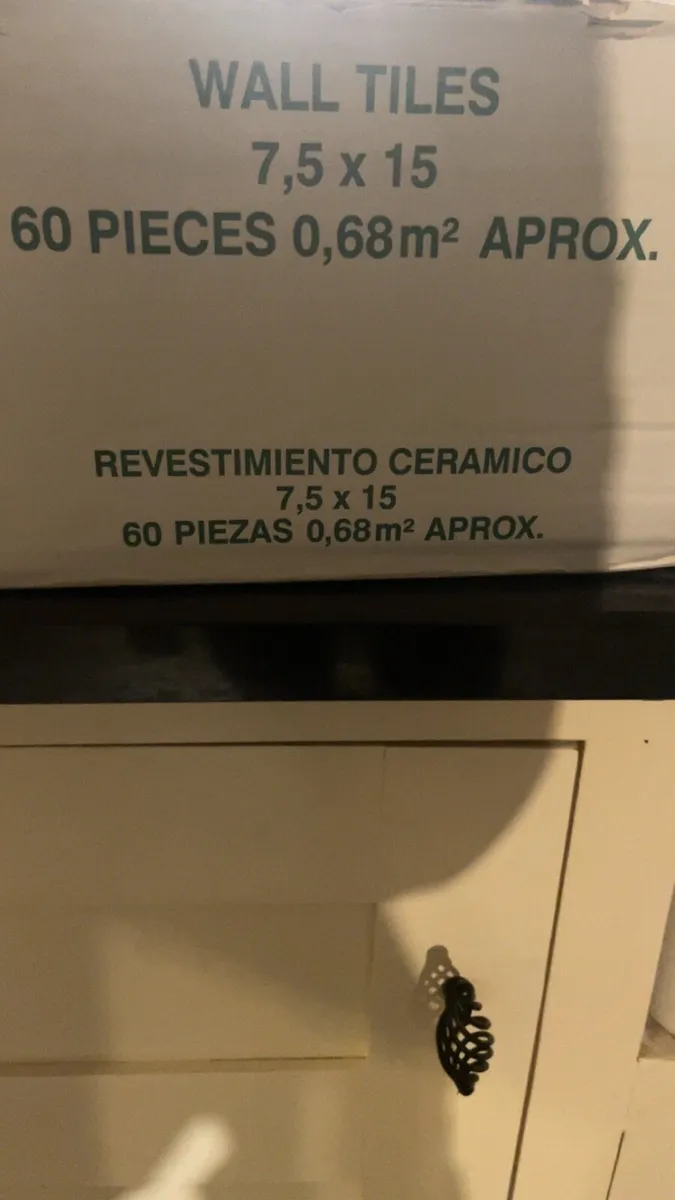 WALL TILES
7,5 x 15
60 PIECES 0,68m² APROX.
REVESTIMIENTO CERAMICO
7,5 x 15
60 PIEZAS 0,68m² APROX.